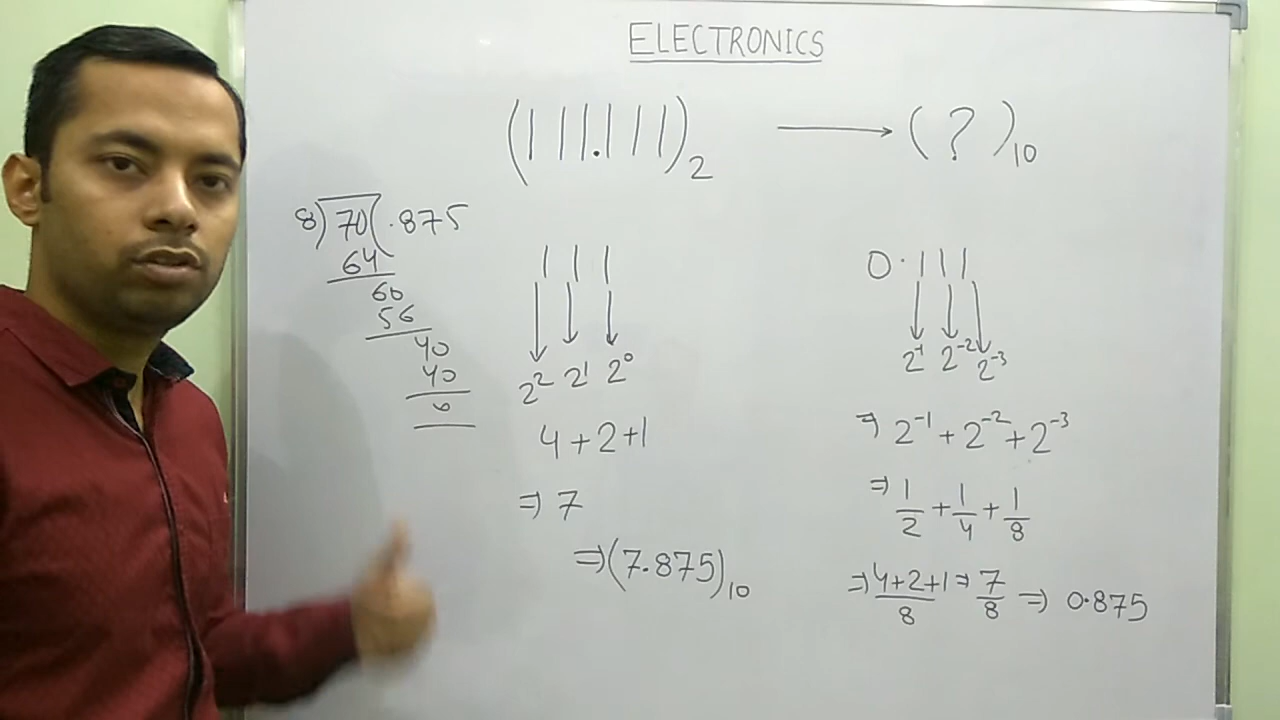 ELECTRONICS
(111.111)₂ ⟶ (?)₁₀
8)70(.875
64
60
56
40
40
0
1 1 1
2² 2¹ 2⁰
4+2+1
⇒ 7
⇒(7.875)₁₀
0.111
2⁻¹ 2⁻² 2⁻³
⇒ 2⁻¹+2⁻²+2⁻³
⇒ 1/2+1/4+1/8
⇒ 4+2+1/8 ⇒ 7/8 ⇒ 0.875